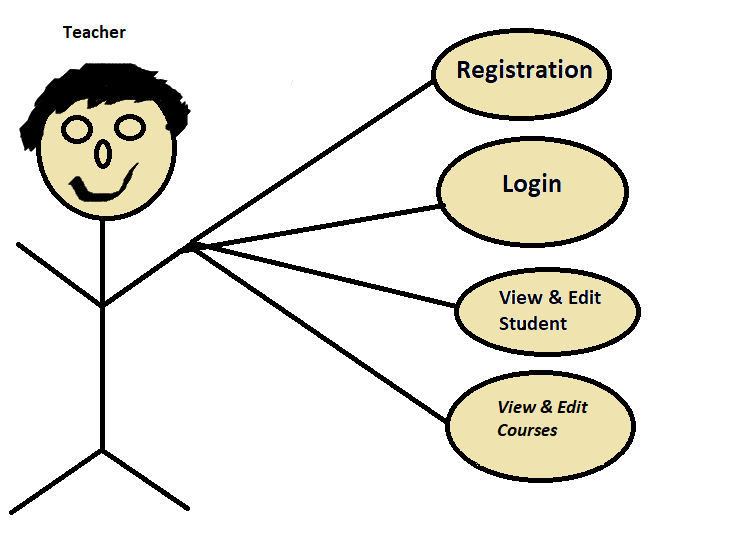 Teacher
Registration
Login
View & Edit
Student
View & Edit
Courses